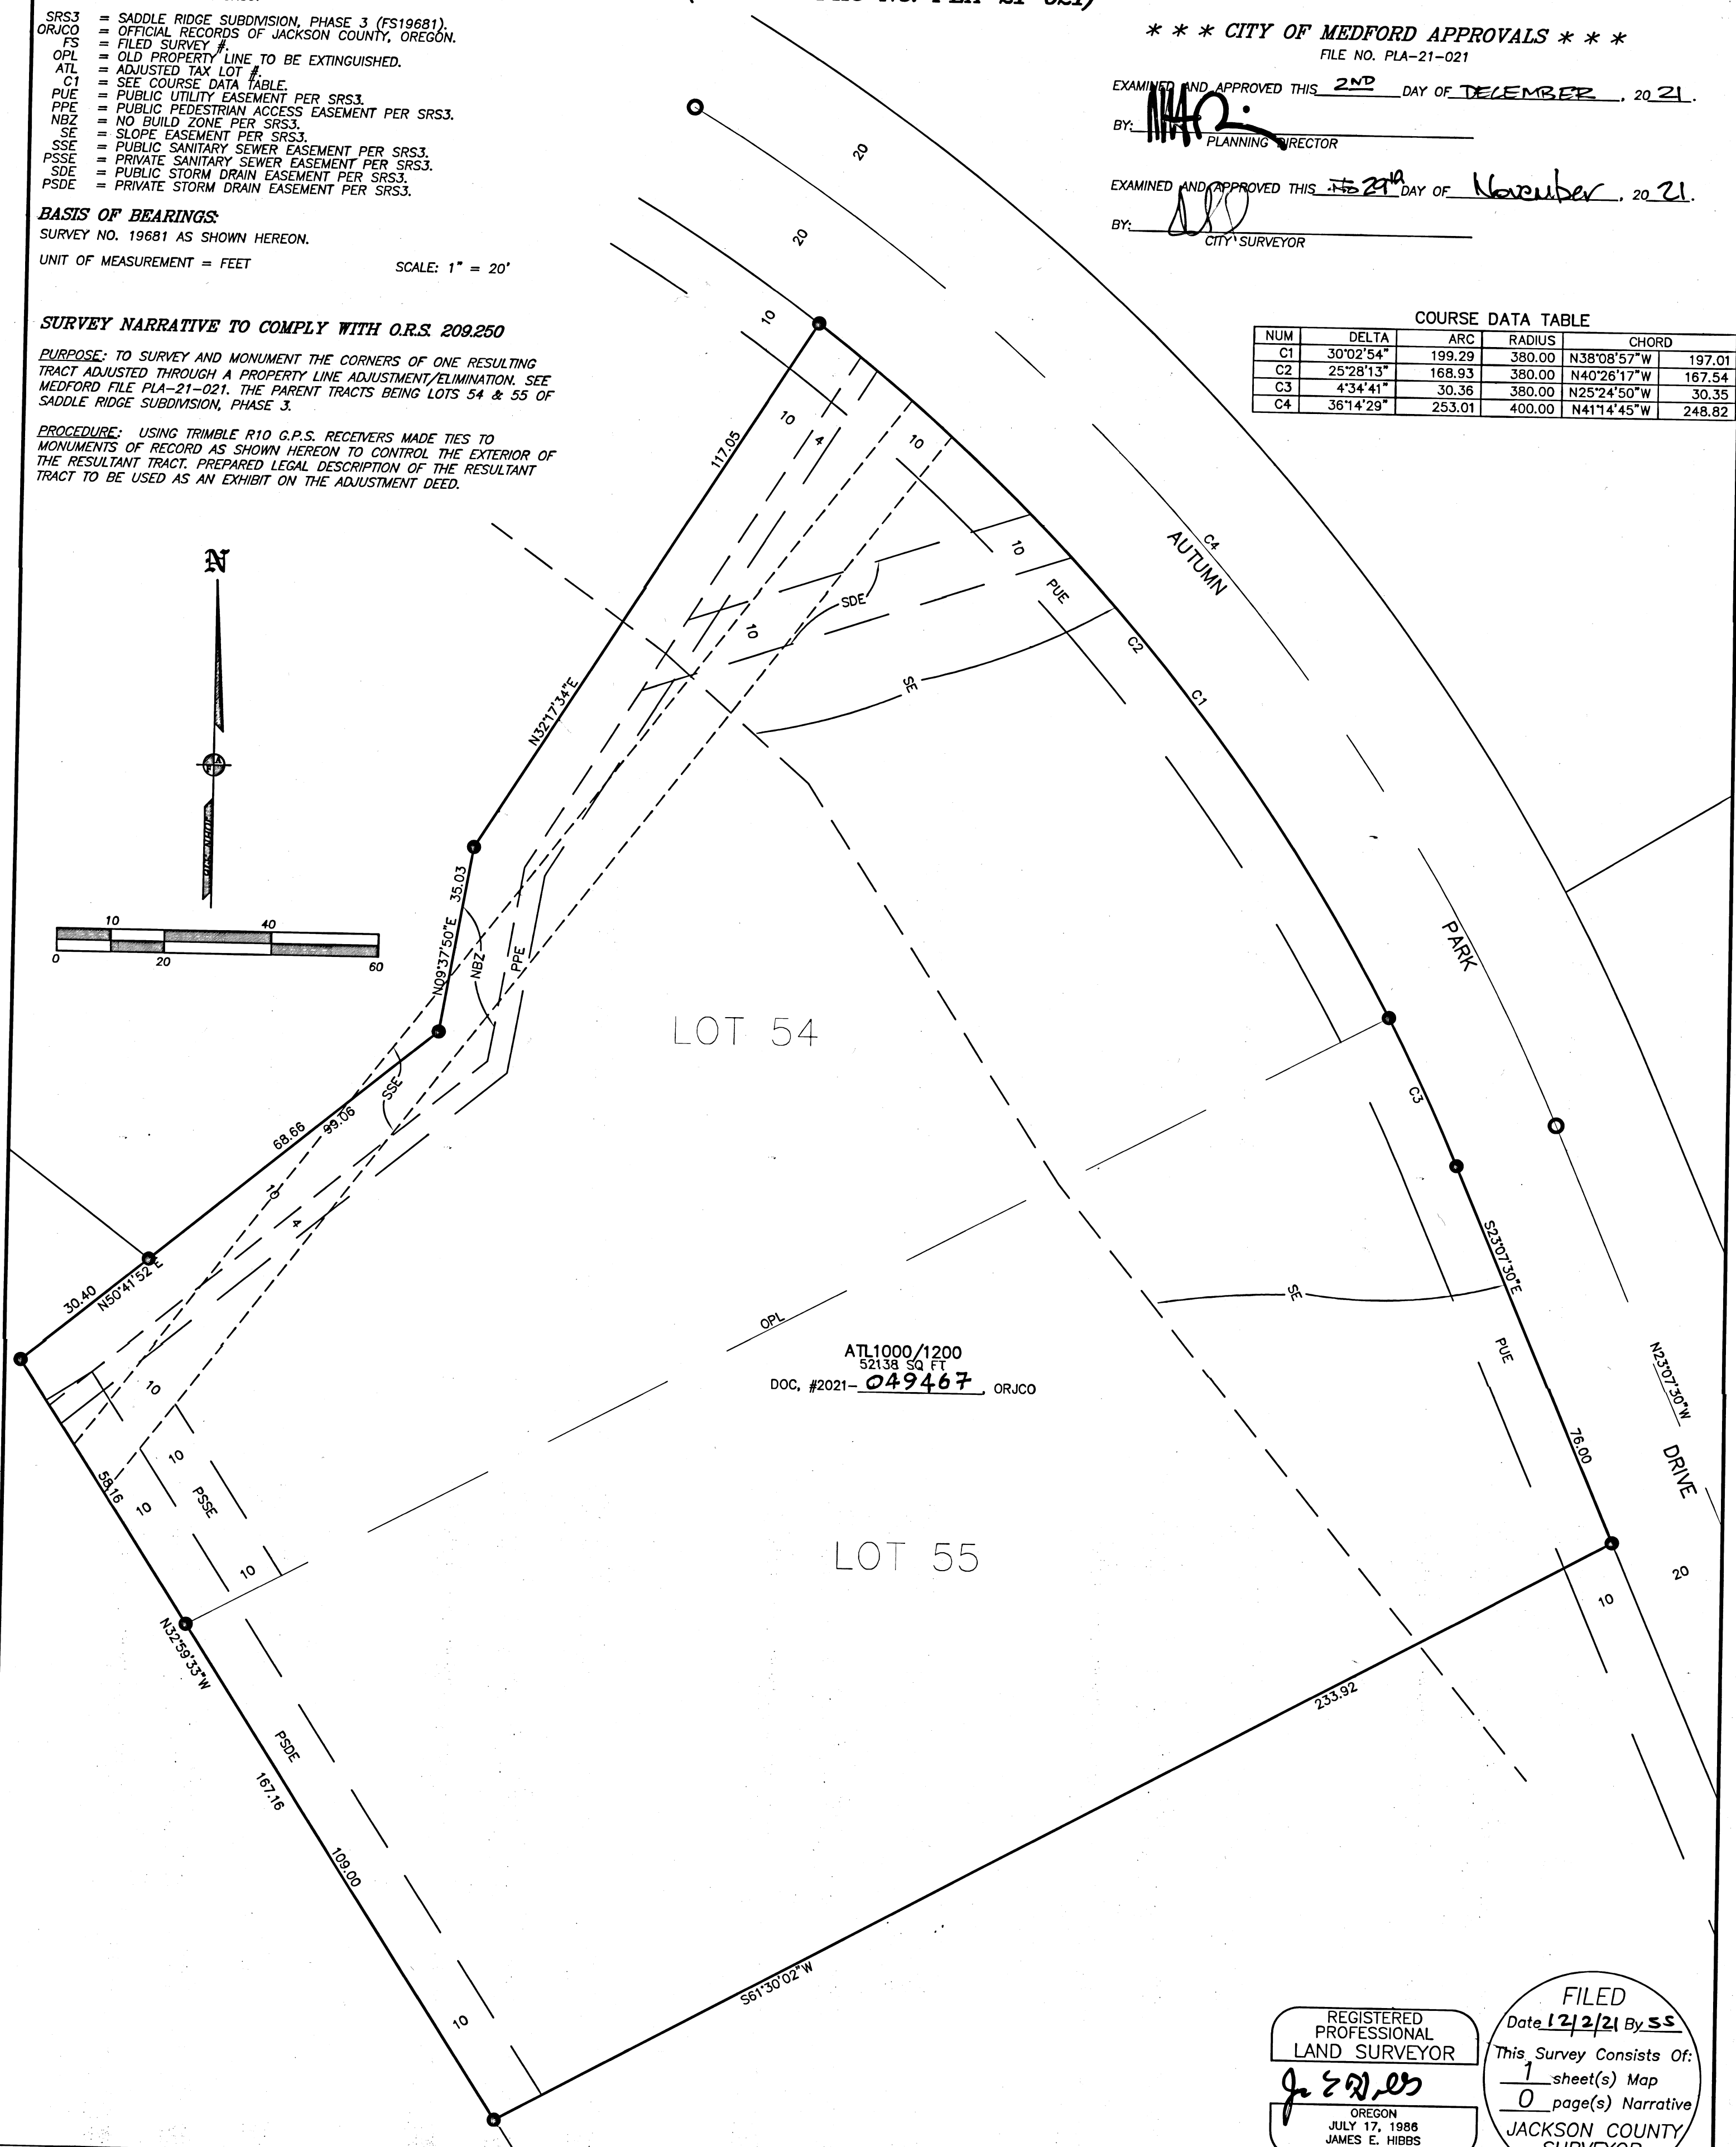 SRS3 = SADDLE RIDGE SUBDIVISION, PHASE 3 (FS19681).
ORJCO = OFFICIAL RECORDS OF JACKSON COUNTY, OREGON.
FS = FILED SURVEY #.
OPL = OLD PROPERTY LINE TO BE EXTINGUISHED.
ATL = ADJUSTED TAX LOT #.
C1 = SEE COURSE DATA TABLE.
PUE = PUBLIC UTILITY EASEMENT PER SRS3.
PPE = PUBLIC PEDESTRIAN ACCESS EASEMENT PER SRS3.
NBZ = NO BUILD ZONE PER SRS3.
SE = SLOPE EASEMENT PER SRS3.
SSE = PUBLIC SANITARY SEWER EASEMENT PER SRS3.
PSSE = PRIVATE SANITARY SEWER EASEMENT PER SRS3.
SDE = PUBLIC STORM DRAIN EASEMENT PER SRS3.
PSDE = PRIVATE STORM DRAIN EASEMENT PER SRS3.
BASIS OF BEARINGS:
SURVEY NO. 19681 AS SHOWN HEREON.
UNIT OF MEASUREMENT = FEET SCALE: 1" = 20'
SURVEY NARRATIVE TO COMPLY WITH O.R.S. 209.250
PURPOSE: TO SURVEY AND MONUMENT THE CORNERS OF ONE RESULTING
TRACT ADJUSTED THROUGH A PROPERTY LINE ADJUSTMENT/ELIMINATION. SEE
MEDFORD FILE PLA-21-021. THE PARENT TRACTS BEING LOTS 54 & 55 OF
SADDLE RIDGE SUBDIVISION, PHASE 3.
PROCEDURE: USING TRIMBLE R10 G.P.S. RECEIVERS MADE TIES TO
MONUMENTS OF RECORD AS SHOWN HEREON TO CONTROL THE EXTERIOR OF
THE RESULTANT TRACT. PREPARED LEGAL DESCRIPTION OF THE RESULTANT
TRACT TO BE USED AS AN EXHIBIT ON THE ADJUSTMENT DEED.
* * * CITY OF MEDFORD APPROVALS * * *
FILE NO. PLA-21-021
EXAMINED AND APPROVED THIS 2ND DAY OF DECEMBER, 20 21.
BY:
PLANNING DIRECTOR
EXAMINED AND APPROVED THIS 29th DAY OF November, 20 21.
BY:
CITY SURVEYOR
COURSE DATA TABLE
NUM DELTA ARC RADIUS CHORD
C1 30°02'54" 199.29 380.00 N38°08'57"W 197.01
C2 25°28'13" 168.93 380.00 N40°26'17"W 167.54
C3 4°34'41" 30.36 380.00 N25°24'50"W 30.35
C4 36°14'29" 253.01 400.00 N41°14'45"W 248.82
N
10 40
0 20 60
20
20
10
117.05
10
4
10
10
PUE
SDE
10
SE
C2
C1
C4
AUTUMN
PARK
DRIVE
N32°17'34"E
35.03
N09°37'50"E
NBZ
PPE
SSE
LOT 54
68.66
99.06
10
4
30.40
N50°41'52"E
C3
S23°07'30"E
SE
PUE
N23°07'30"W
76.00
OPL
ATL1000/1200
52138 SQ FT
DOC. #2021-049467, ORJCO
10
10
58.16
10
PSSE
10
LOT 55
20
10
N32°59'33"W
PSDE
167.16
109.00
10
233.92
S61°30'02"W
REGISTERED
PROFESSIONAL
LAND SURVEYOR
OREGON
JULY 17, 1986
JAMES E. HIBBS
FILED
Date 12/2/21 By SS
This Survey Consists Of:
1 sheet(s) Map
0 page(s) Narrative
JACKSON COUNTY
SURVEYOR